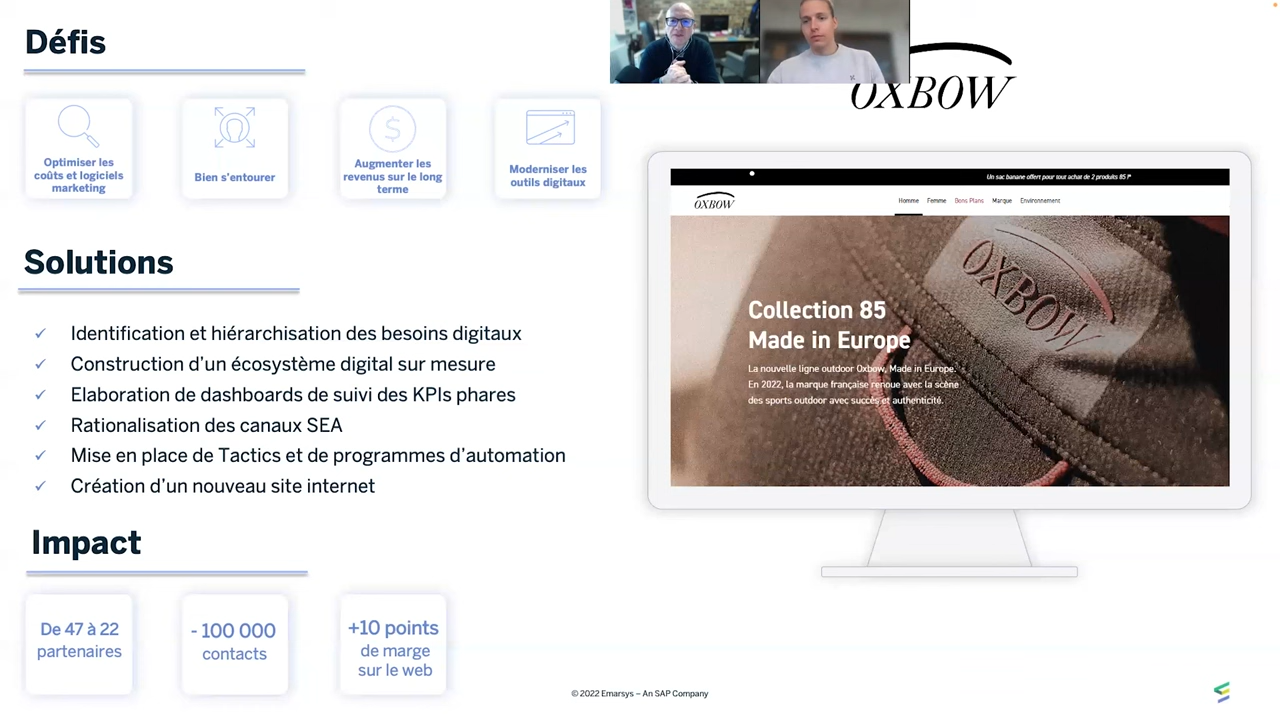 Défis
Optimiser les
coûts et logiciels
marketing
Bien s'entourer
Augmenter les
revenus sur le long
terme
Moderniser les
outils digitaux
Solutions
Identification et hiérarchisation des besoins digitaux
Construction d'un écosystème digital sur mesure
Elaboration de dashboards de suivi des KPIs phares
Rationalisation des canaux SEA
Mise en place de Tactics et de programmes d'automation
Création d'un nouveau site internet
Impact
De 47 à 22
partenaires
- 100 000
contacts
+10 points
de marge
sur le web
OXBOW
Un sac banane offert pour tout achat de 2 produits 85 !*
OXBOW
Homme Femme Bons Plans Marque Environnement
OXBOW
Collection 85
Made in Europe
La nouvelle ligne outdoor Oxbow, Made in Europe.
En 2022, la marque française renoue avec la scène
des sports outdoor avec succès et authenticité.
© 2022 Emarsys – An SAP Company